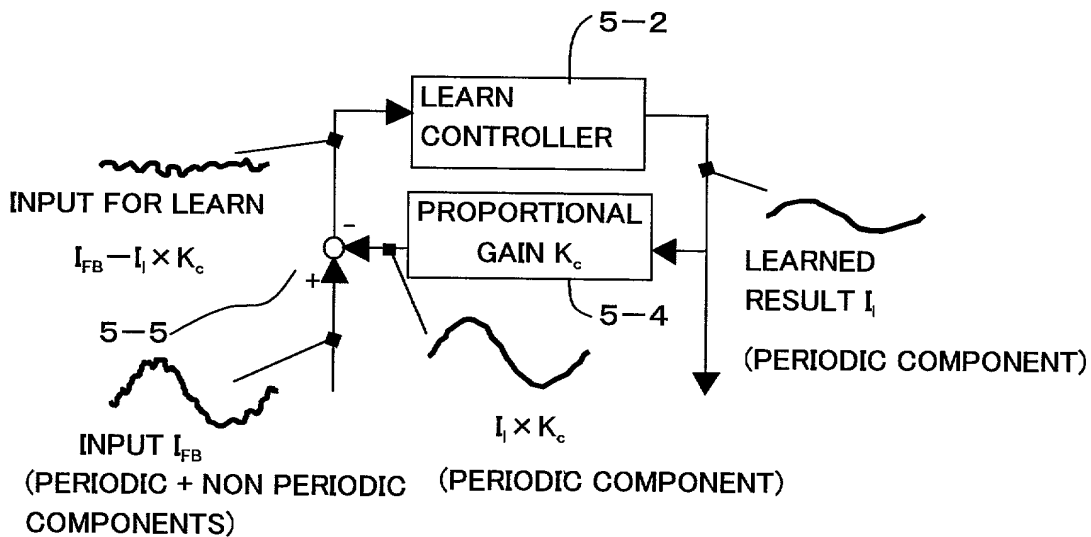 5-2
LEARN
CONTROLLER
INPUT FOR LEARN
I_FB − I_l × K_c
-
+
PROPORTIONAL
GAIN K_c
5-4
5-5
LEARNED
RESULT I_l
(PERIODIC COMPONENT)
INPUT I_FB
(PERIODIC + NON PERIODIC
COMPONENTS)
I_l × K_c
(PERIODIC COMPONENT)